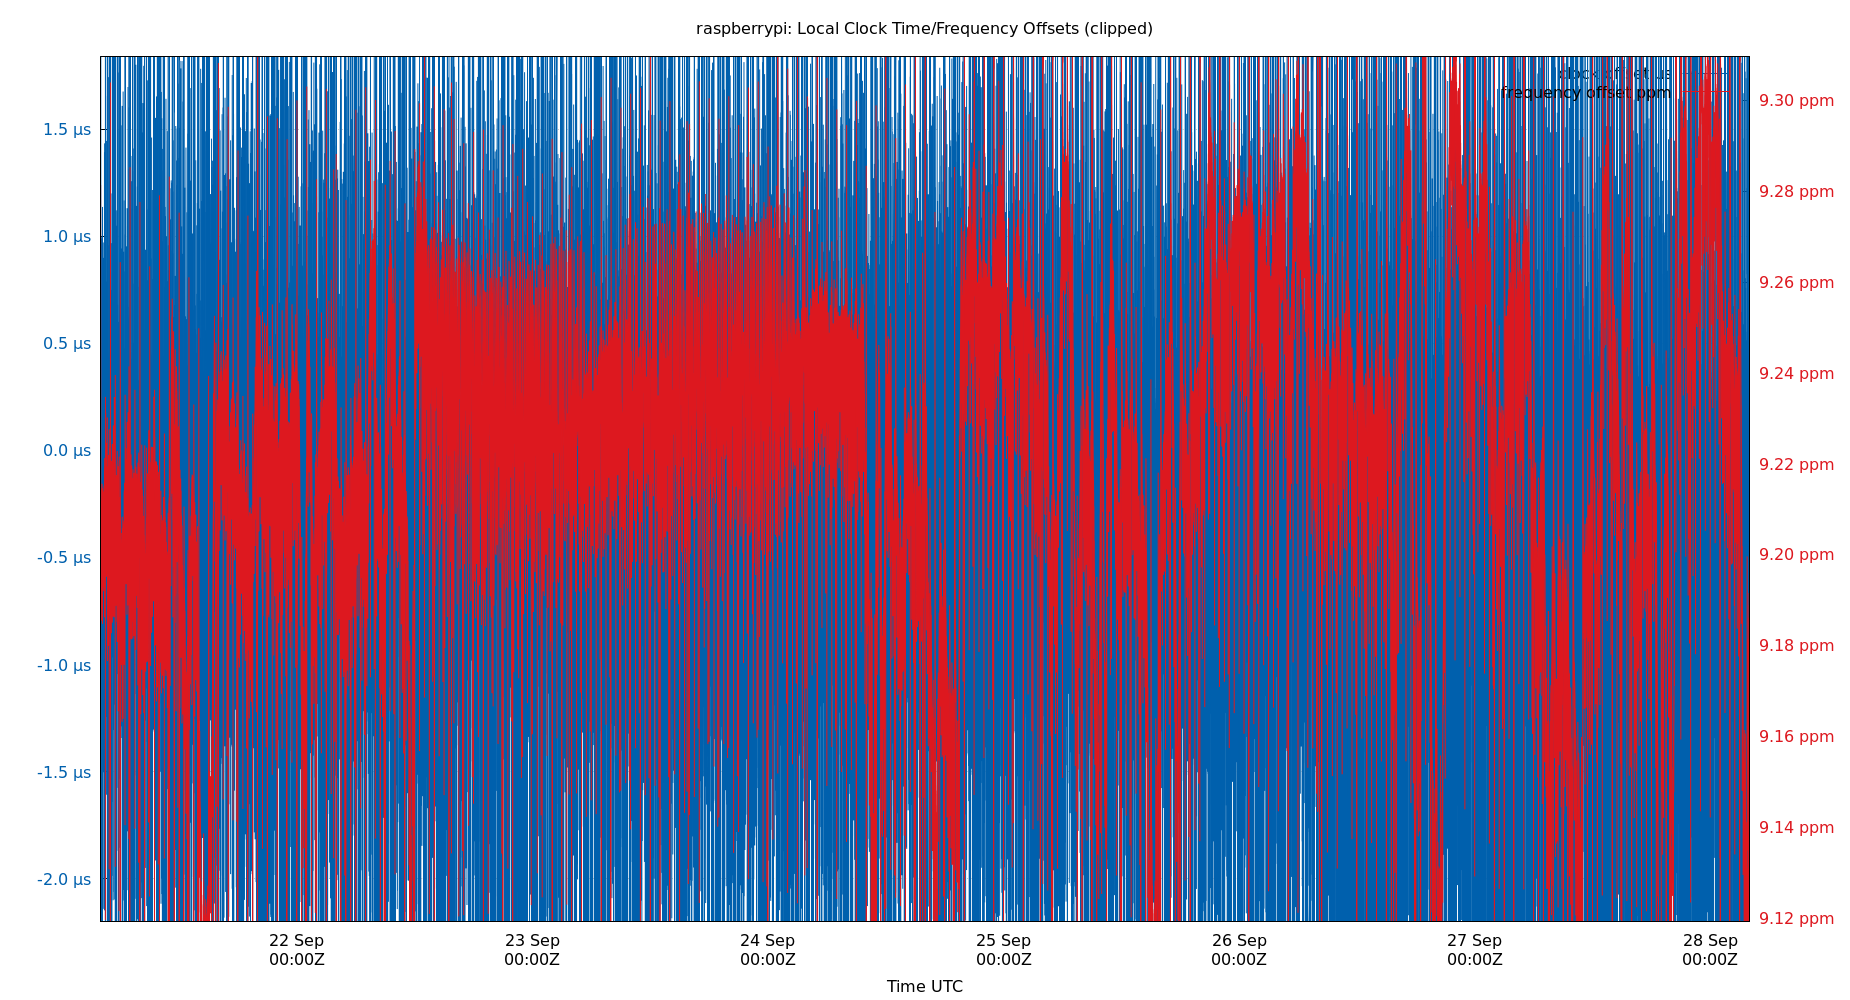 raspberrypi: Local Clock Time/Frequency Offsets (clipped)
clock offset us
frequency offset ppm
1.5 µs
1.0 µs
0.5 µs
0.0 µs
-0.5 µs
-1.0 µs
-1.5 µs
-2.0 µs
9.30 ppm
9.28 ppm
9.26 ppm
9.24 ppm
9.22 ppm
9.20 ppm
9.18 ppm
9.16 ppm
9.14 ppm
9.12 ppm
22 Sep
00:00Z
23 Sep
00:00Z
24 Sep
00:00Z
25 Sep
00:00Z
26 Sep
00:00Z
27 Sep
00:00Z
28 Sep
00:00Z
Time UTC